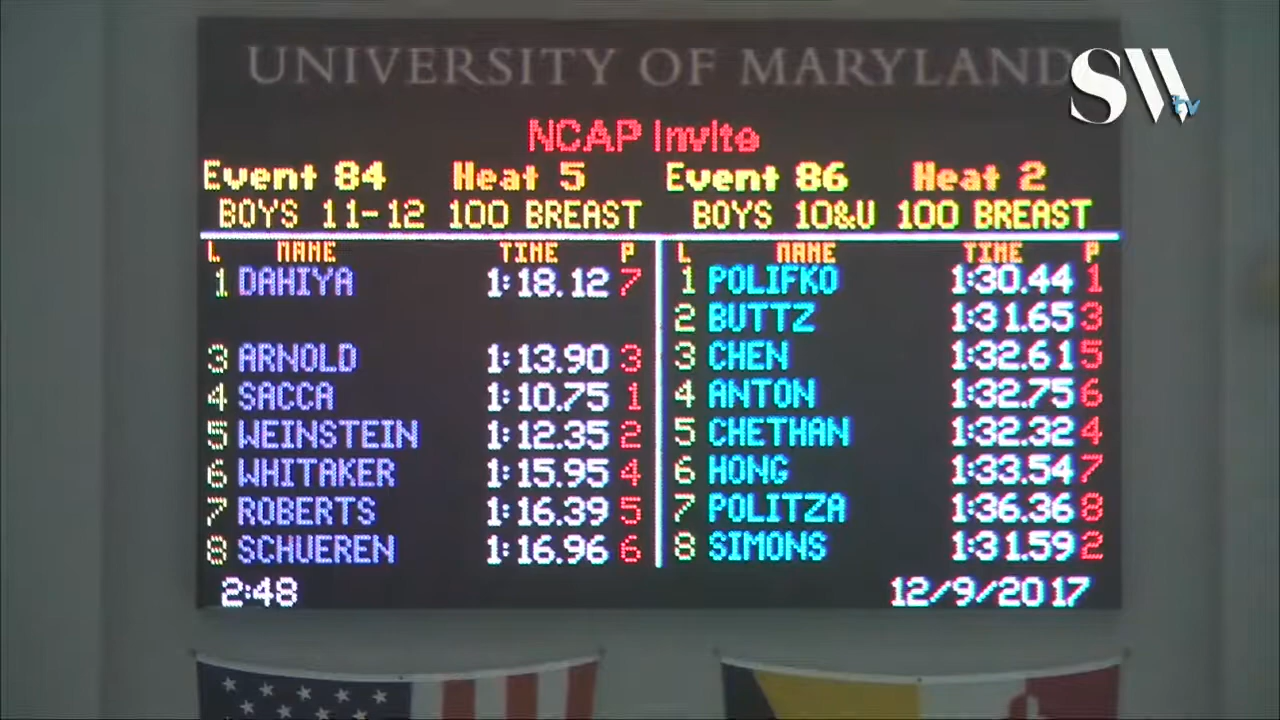 UNIVERSITY OF MARYLAND
SW tv
NCAP Invite
Event 84 Heat 5 Event 86 Heat 2
BOYS 11-12 100 BREAST BOYS 10&U 100 BREAST
L NAME TIME P L NAME TIME P
1 DAHIYA 1:18.12 7 1 POLIFKO 1:30.44 1
2 BUTTZ 1:31.65 3
3 ARNOLD 1:13.90 3 3 CHEN 1:32.61 5
4 SACCA 1:10.75 1 4 ANTON 1:32.75 6
5 WEINSTEIN 1:12.35 2 5 CHETHAN 1:32.32 4
6 WHITAKER 1:15.95 4 6 HONG 1:33.54 7
7 ROBERTS 1:16.39 5 7 POLITZA 1:36.36 8
8 SCHUEREN 1:16.96 6 8 SIMONS 1:31.59 2
2:48 12/9/2017